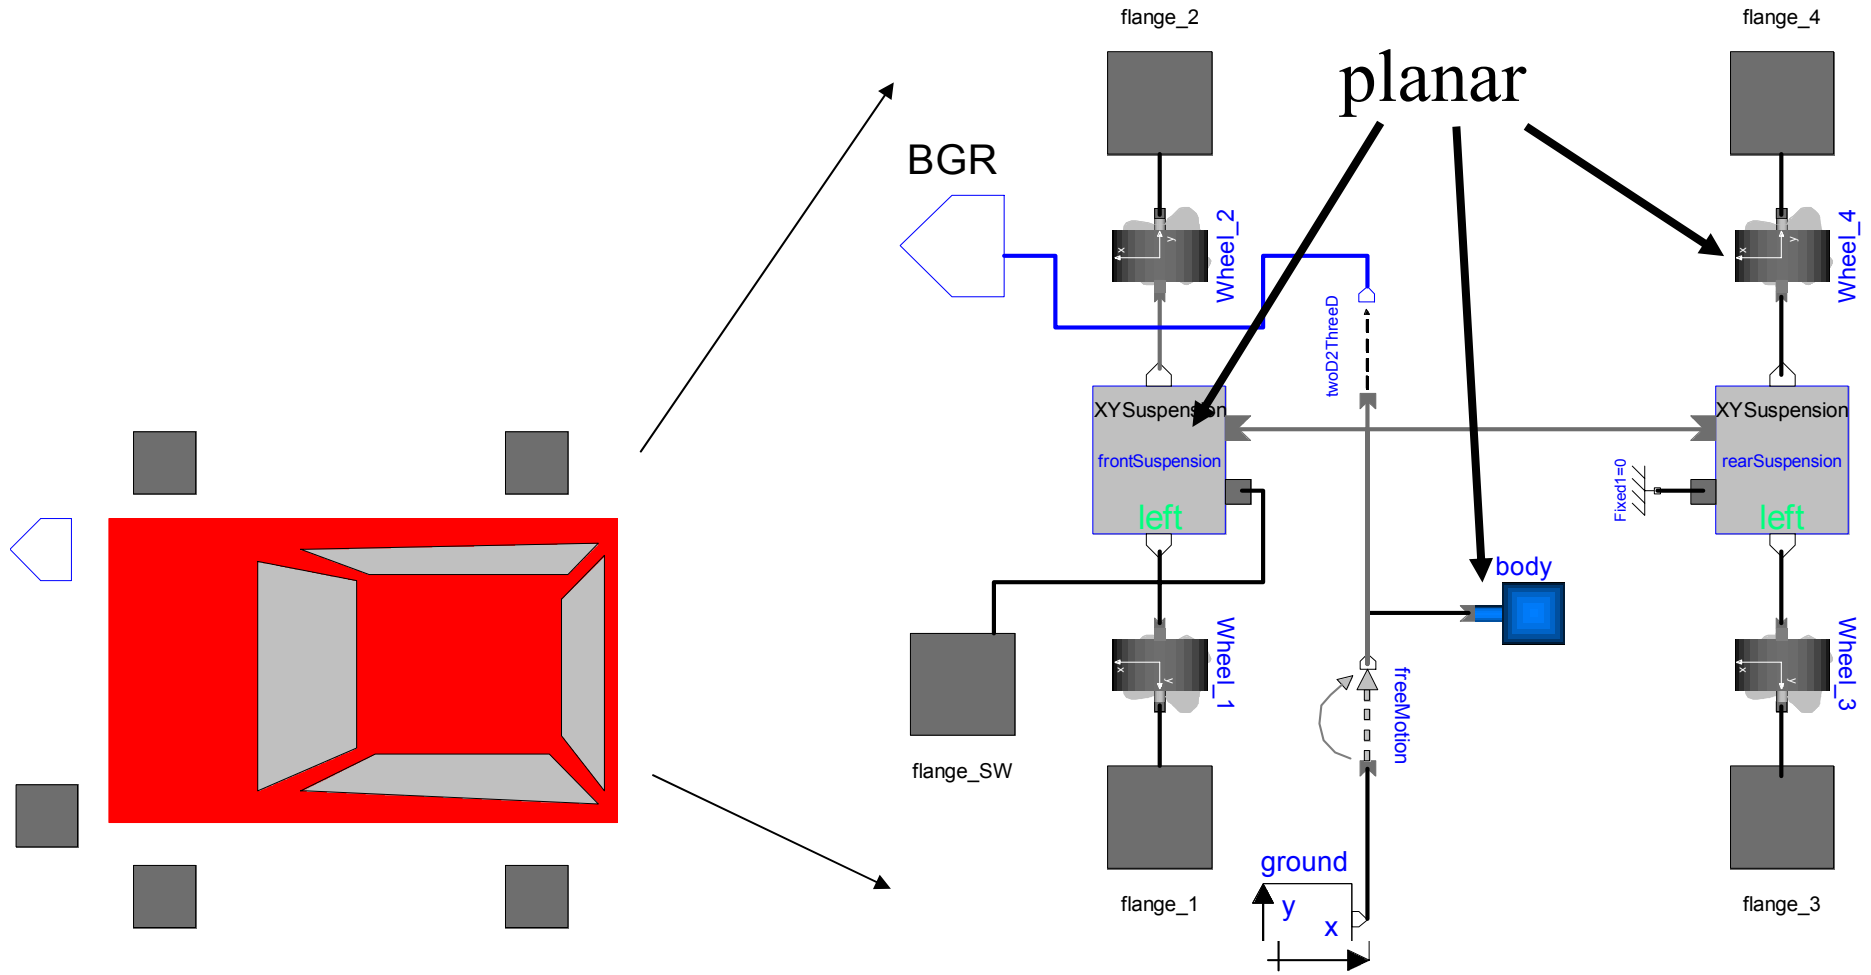 flange_2
flange_4
planar
BGR
Wheel_2
Wheel_4
x
y
x
y
twoD2ThreeD
XYSuspension
frontSuspension
left
XYSuspension
rearSuspension
left
Fixed1=0
body
Wheel_1
Wheel_3
x
y
x
y
freeMotion
flange_SW
ground
y
x
flange_1
flange_3